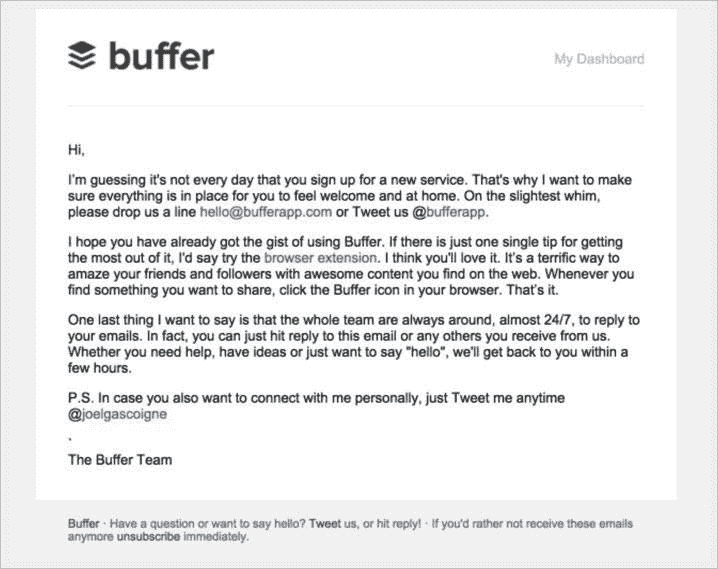 buffer
My Dashboard
Hi,
I'm guessing it's not every day that you sign up for a new service. That's why I want to make
sure everything is in place for you to feel welcome and at home. On the slightest whim,
please drop us a line hello@bufferapp.com or Tweet us @bufferapp.
I hope you have already got the gist of using Buffer. If there is just one single tip for getting
the most out of it, I'd say try the browser extension. I think you'll love it. It's a terrific way to
amaze your friends and followers with awesome content you find on the web. Whenever you
find something you want to share, click the Buffer icon in your browser. That's it.
One last thing I want to say is that the whole team are always around, almost 24/7, to reply to
your emails. In fact, you can just hit reply to this email or any others you receive from us.
Whether you need help, have ideas or just want to say "hello", we'll get back to you within a
few hours.
P.S. In case you also want to connect with me personally, just Tweet me anytime
@joelgascoigne
.
The Buffer Team
Buffer · Have a question or want to say hello? Tweet us, or hit reply! · If you'd rather not receive these emails
anymore unsubscribe immediately.